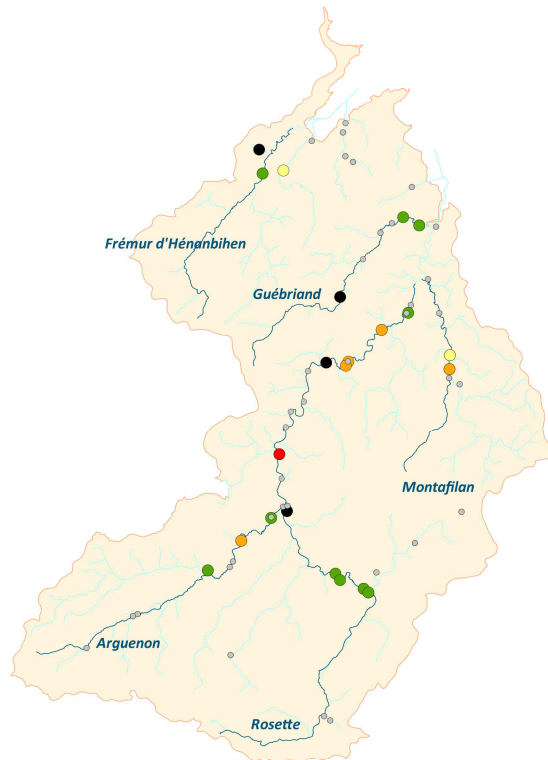 Frémur d'Hénanbihen
Guébriand
Montafilan
Arguenon
Rosette